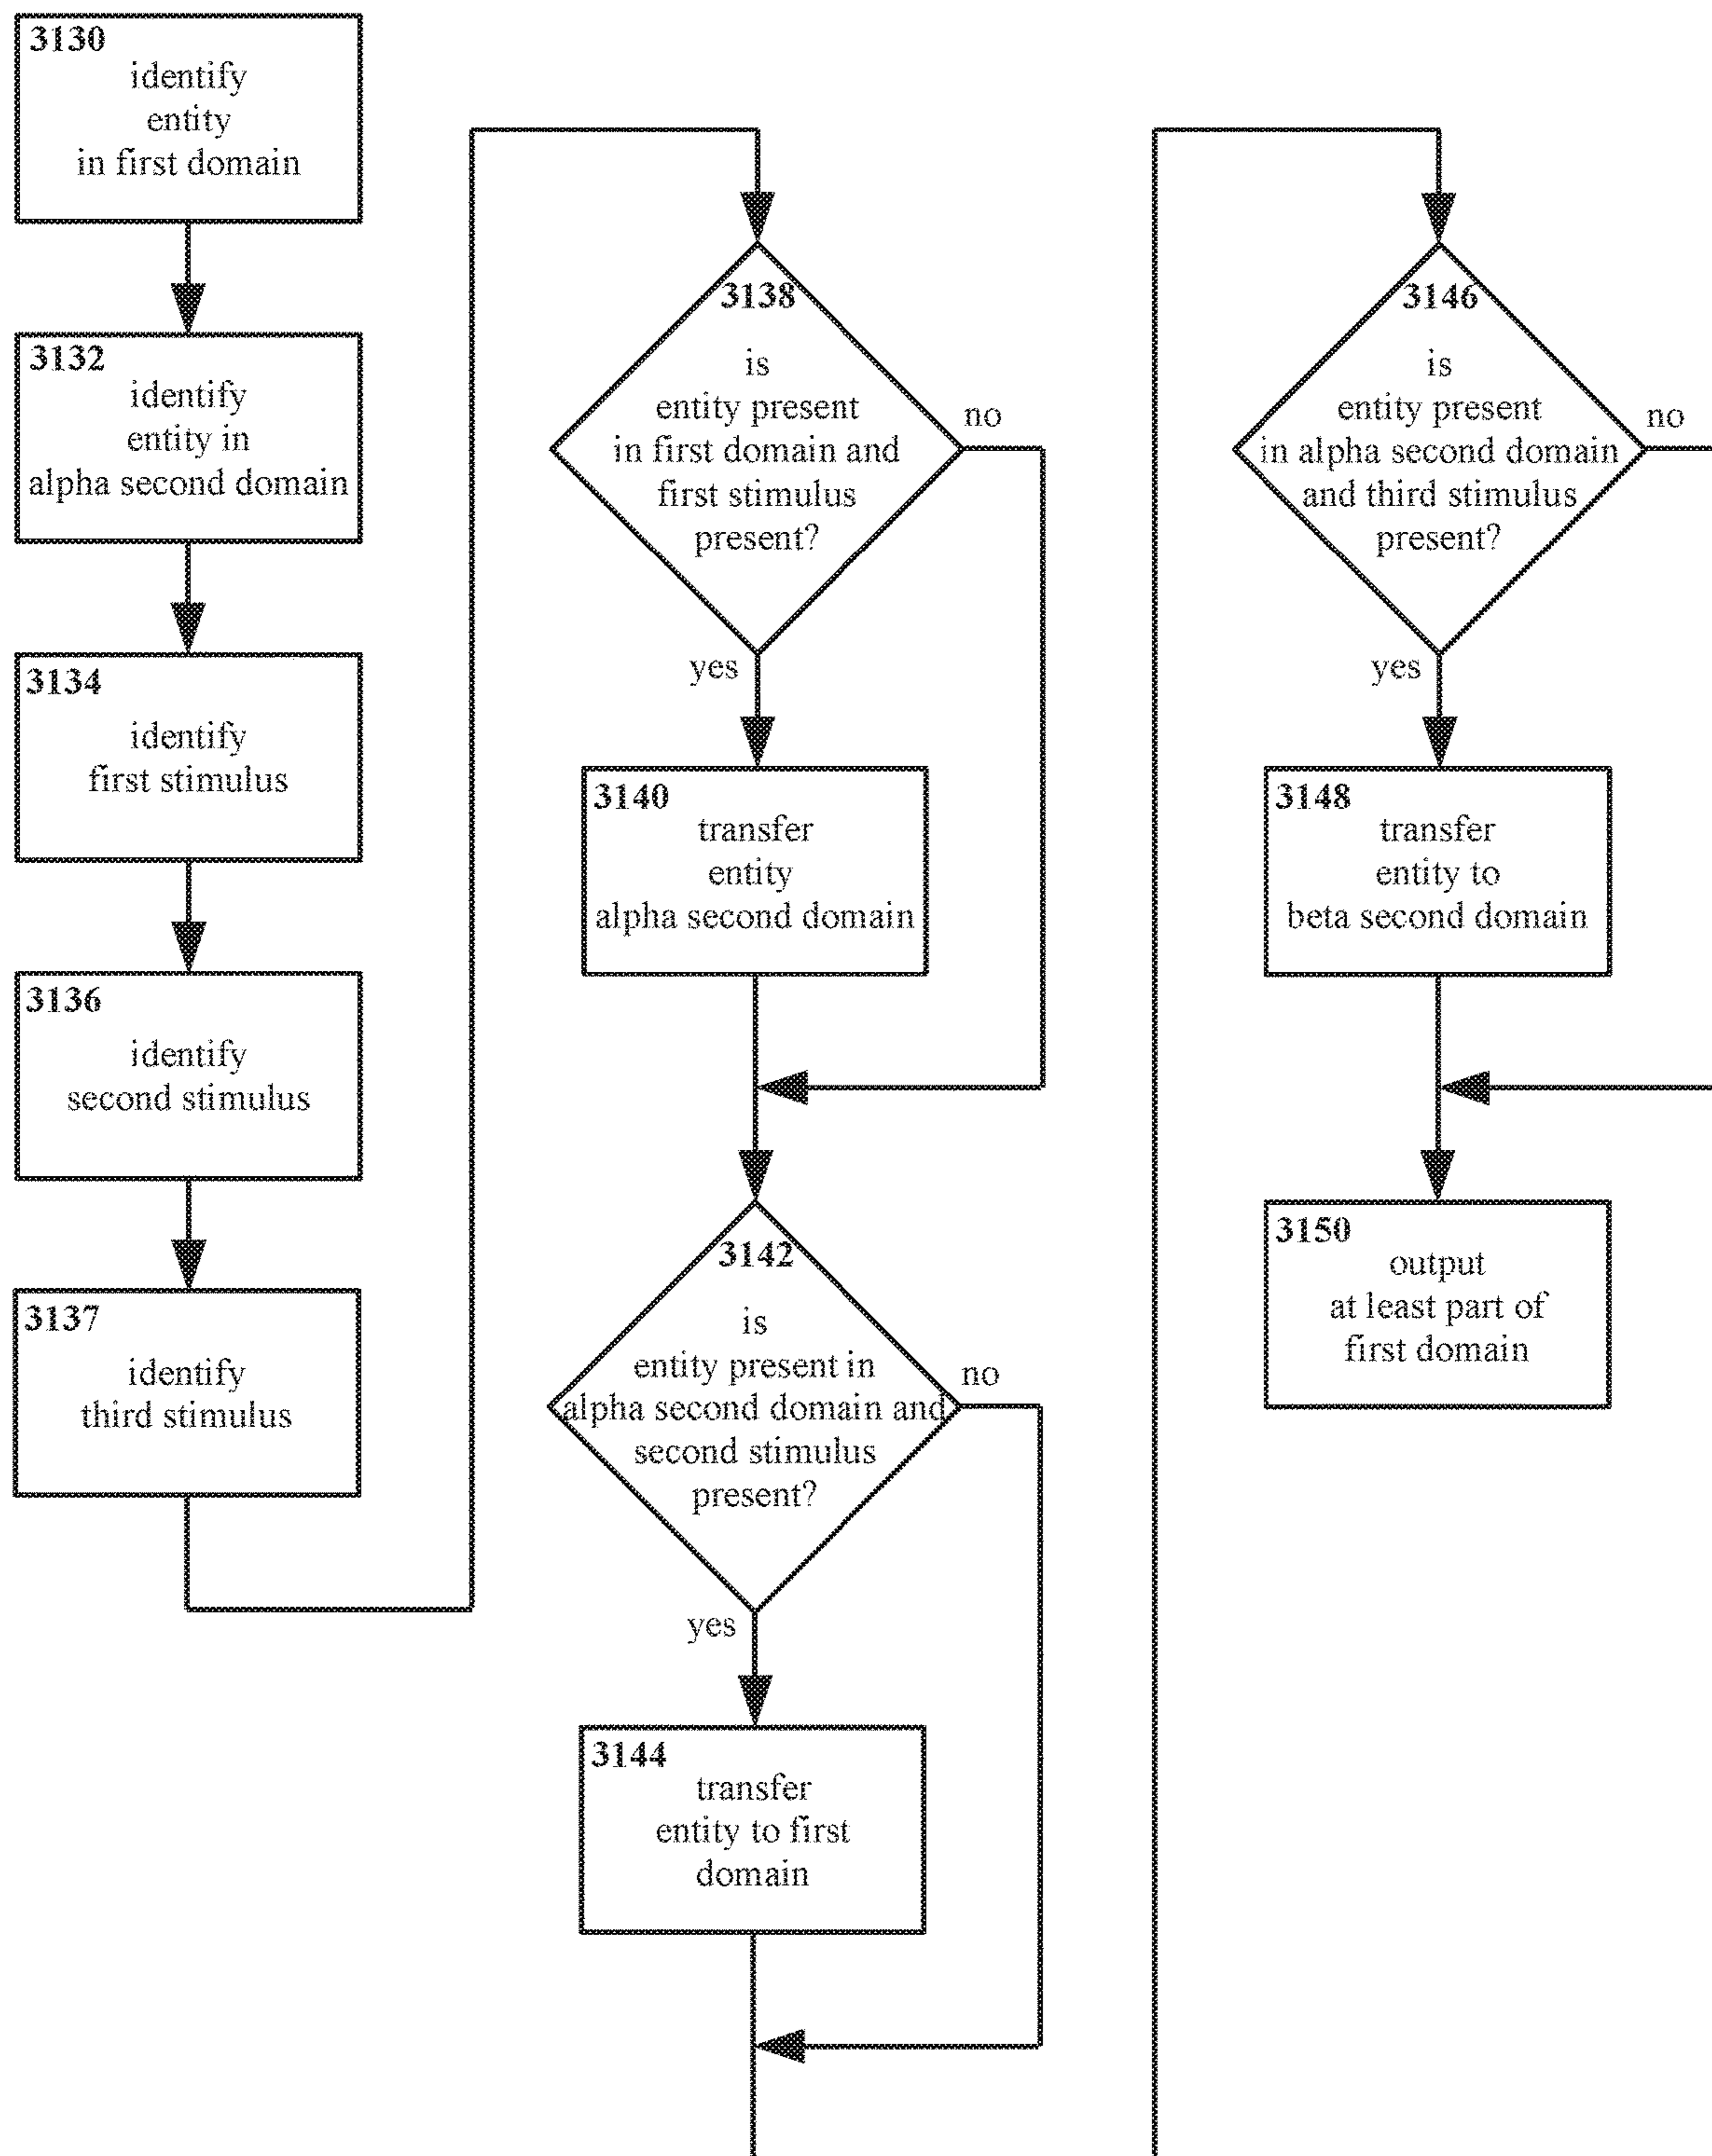 3130
identify
entity
in first domain
3132
identify
entity in
alpha second domain
3134
identify
first stimulus
3136
identify
second stimulus
3137
identify
third stimulus
3138
is
entity present
in first domain and
first stimulus
present?
no
yes
3140
transfer
entity
alpha second domain
3142
is
entity present in
alpha second domain and
second stimulus
present?
no
yes
3144
transfer
entity to first
domain
3146
is
entity present
in alpha second domain
and third stimulus
present?
no
yes
3148
transfer
entity to
beta second domain
3150
output
at least part of
first domain